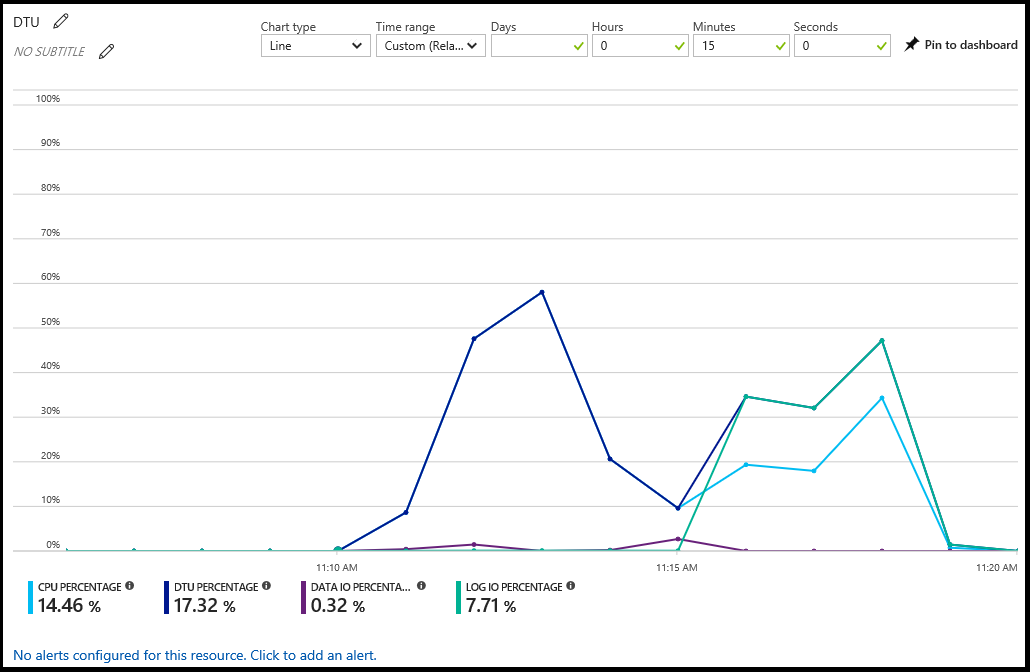 DTU
NO SUBTITLE
Chart type
Time range
Days
Hours
Minutes
Seconds
Line
Custom (Rela...
0
15
0
Pin to dashboard
100%
90%
80%
70%
60%
50%
40%
30%
20%
10%
0%
11:10 AM
11:15 AM
11:20 AM
CPU PERCENTAGE
14.46 %
DTU PERCENTAGE
17.32 %
DATA IO PERCENTA...
0.32 %
LOG IO PERCENTAGE
7.71 %
No alerts configured for this resource. Click to add an alert.